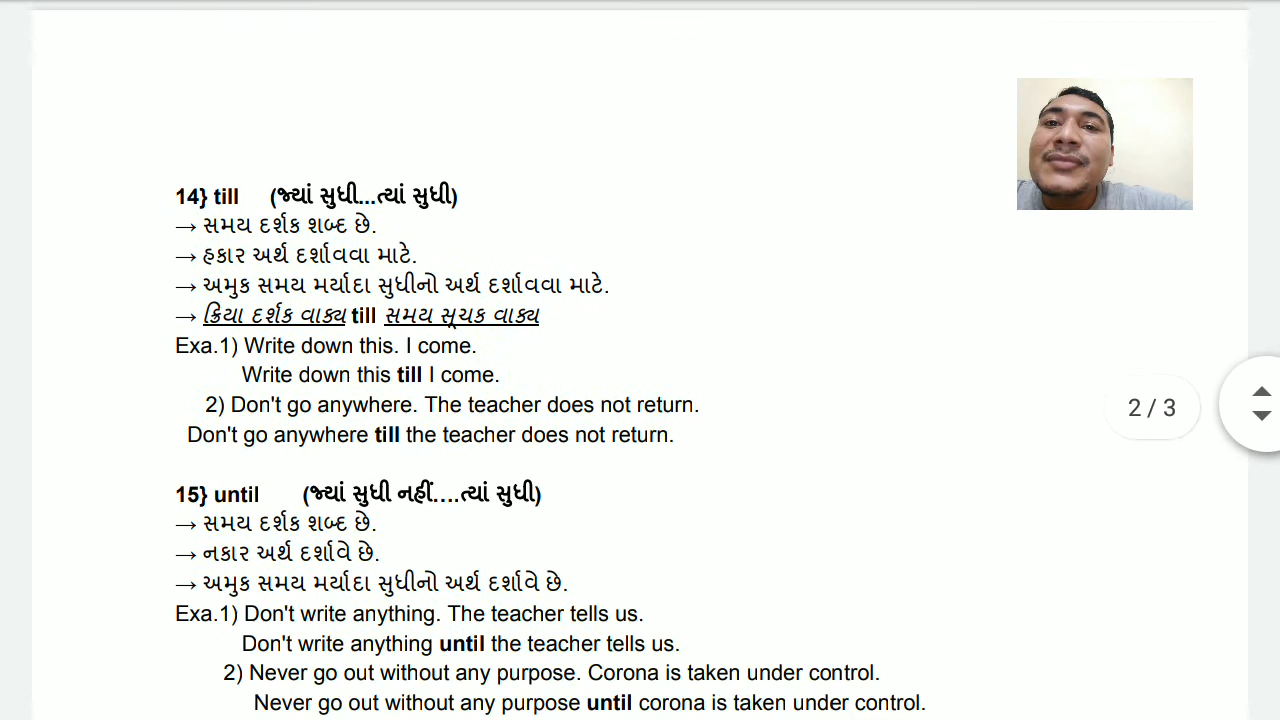 14} till (જ્યાં સુધી...ત્યાં સુધી)
→ સમય દર્શક શબ્દ છે.
→ હકાર અર્થ દર્શાવવા માટે.
→ અમુક સમય મર્યાદા સુધીનો અર્થ દર્શાવવા માટે.
→ ક્રિયા દર્શક વાક્ય till સમય સૂચક વાક્ય
Exa.1) Write down this. I come.
Write down this till I come.
2) Don't go anywhere. The teacher does not return.
Don't go anywhere till the teacher does not return.
2 / 3
15} until (જ્યાં સુધી નહીં....ત્યાં સુધી)
→ સમય દર્શક શબ્દ છે.
→ નકાર અર્થ દર્શાવે છે.
→ અમુક સમય મર્યાદા સુધીનો અર્થ દર્શાવે છે.
Exa.1) Don't write anything. The teacher tells us.
Don't write anything until the teacher tells us.
2) Never go out without any purpose. Corona is taken under control.
Never go out without any purpose until corona is taken under control.